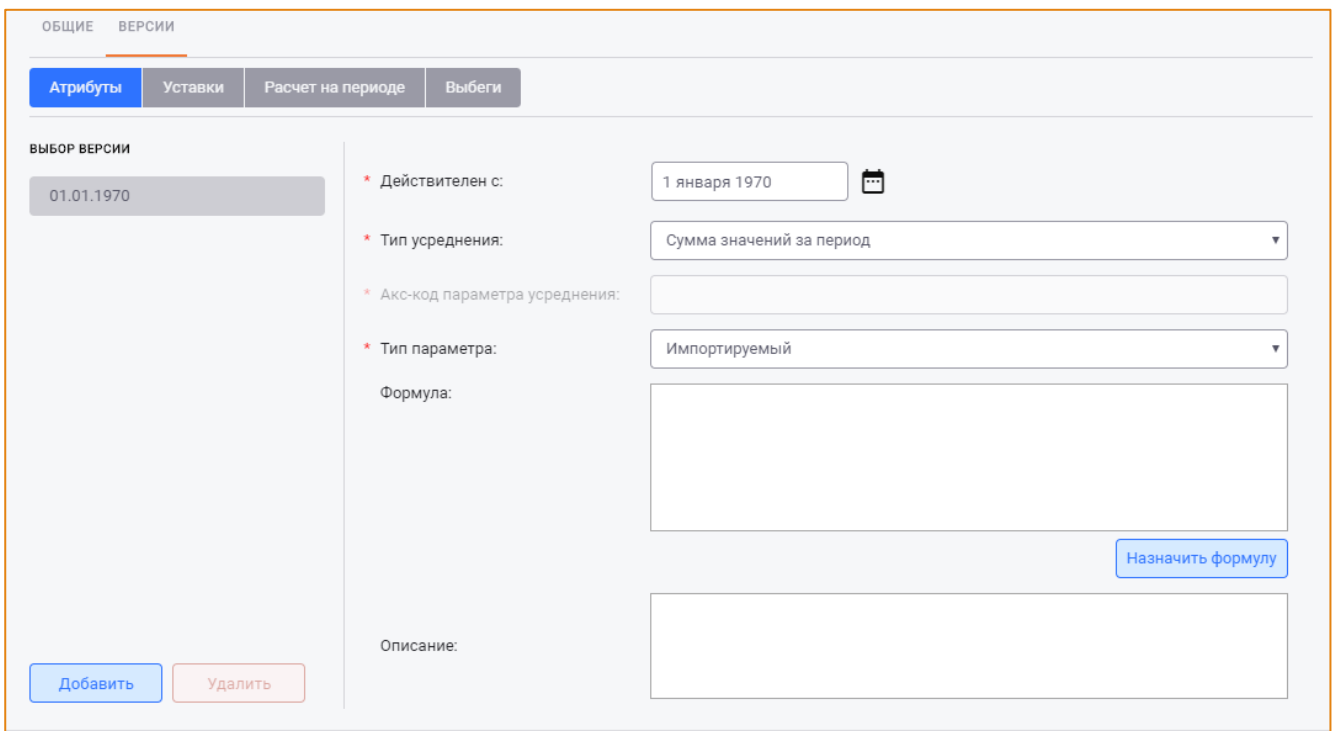 ОБЩИЕ ВЕРСИИ
Атрибуты Уставки Расчет на периоде Выбеги
ВЫБОР ВЕРСИИ
01.01.1970
* Действителен с: 1 января 1970
* Тип усреднения: Сумма значений за период
* Акс-код параметра усреднения:
* Тип параметра: Импортируемый
Формула:
Назначить формулу
Описание:
Добавить Удалить